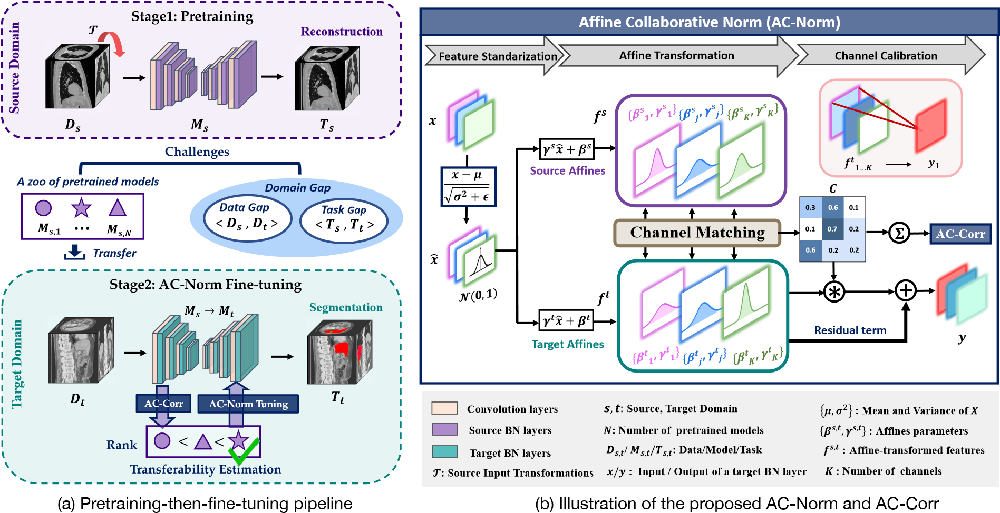 Stage1: Pretraining
Source Domain
𝒯
Reconstruction
D_s
M_s
T_s
Challenges
A zoo of pretrained models
M_{s,1} ... M_{s,N}
Transfer
Domain Gap
Data Gap
< D_s , D_t >
Task Gap
< T_s , T_t >
Stage2: AC-Norm Fine-tuning
Target Domain
M_s → M_t
Segmentation
D_t
T_t
AC-Corr
AC-Norm Tuning
Rank
< <
Transferability Estimation
(a) Pretraining-then-fine-tuning pipeline
Affine Collaborative Norm (AC-Norm)
Feature Standarization
Affine Transformation
Channel Calibration
x
x − μ
√σ² + ϵ
x̂
𝒩(0, 1)
γ^s x̂ + β^s
Source Affines
f^s
{β^s_1, γ^s_1} {β^s_j, γ^s_j} {β^s_K, γ^s_K}
Channel Matching
γ^t x̂ + β^t
Target Affines
f^t
{β^t_1, γ^t_1} {β^t_j, γ^t_j} {β^t_K, γ^t_K}
f^t_{1...K} → y_1
C
0.3 0.6 0.1
0.1 0.7 0.2
0.6 0.2 0.2
Σ
AC-Corr
*
+
Residual term
y
Convolution layers
Source BN layers
Target BN layers
𝒯: Source Input Transformations
s, t: Source, Target Domain
N: Number of pretrained models
D_{s,t}/ M_{s,t}/T_{s,t}: Data/Model/Task
x/y : Input / Output of a target BN layer
{μ, σ²} : Mean and Variance of X
{β^{s,t}, γ^{s,t}} : Affines parameters
f^{s,t} : Affine-transformed features
K : Number of channels
(b) Illustration of the proposed AC-Norm and AC-Corr